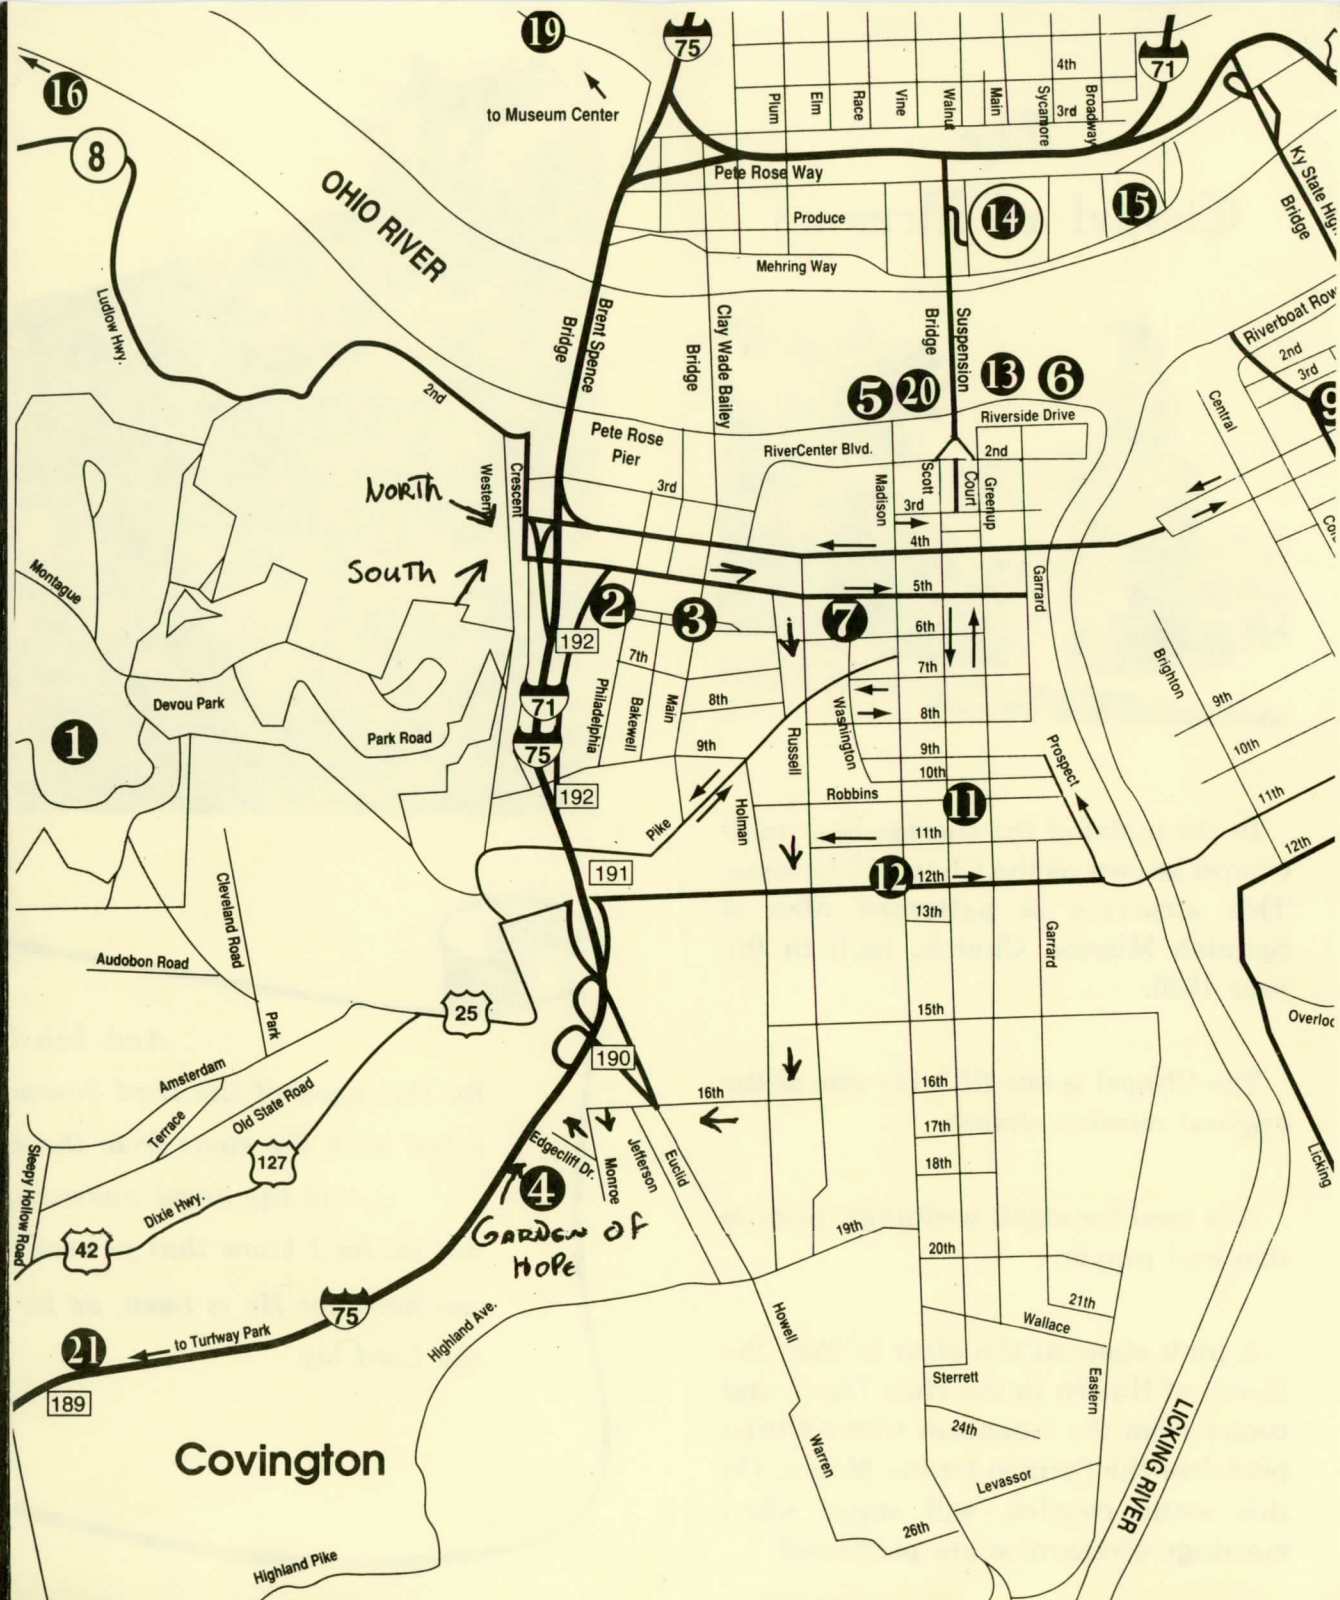 19
75
71
16
to Museum Center
4th
Plum
Elm
Race
Vine
Walnut
Main
Sycamore
3rd
Broadway
8
Pete Rose Way
Ky State High
Bridge
OHIO RIVER
Produce
14
15
Mehring Way
Ludlow Hwy.
Brent Spence
Bridge
Clay Wade Bailey
Bridge
Suspension
Bridge
Riverboat Row
2nd
3rd
5
20
13
6
9
2nd
Pete Rose
Pier
RiverCenter Blvd.
Riverside Drive
2nd
Central
NORTH
Western
Crescent
3rd
Madison
Scott
Court
Greenup
3rd
4th
SOUTH
5th
Garrard
Montague
2
3
7
6th
192
7th
7th
Brighton
Devou Park
71
Philadelphia
Bakewell
Main
8th
Washington
8th
9th
1
Park Road
75
9th
Russell
9th
10th
Prospect
10th
192
Robbins
11
11th
Pike
Holman
11th
12th
191
12
12th
Cleveland Road
13th
Garrard
Audobon Road
25
15th
Park
Overloo
190
Amsterdam
16th
16th
Terrace
Old State Road
17th
Sleepy Hollow Road
127
Edgecliff Dr.
Monroe
Jefferson
Euclid
18th
Licking
4
Dixie Hwy.
GARDEN OF
HOPE
42
19th
20th
75
21st
21
to Turfway Park
Highland Ave.
Howell
Wallace
189
Sterrett
Eastern
24th
LICKING RIVER
Covington
Warren
Levassor
26th
Highland Pike